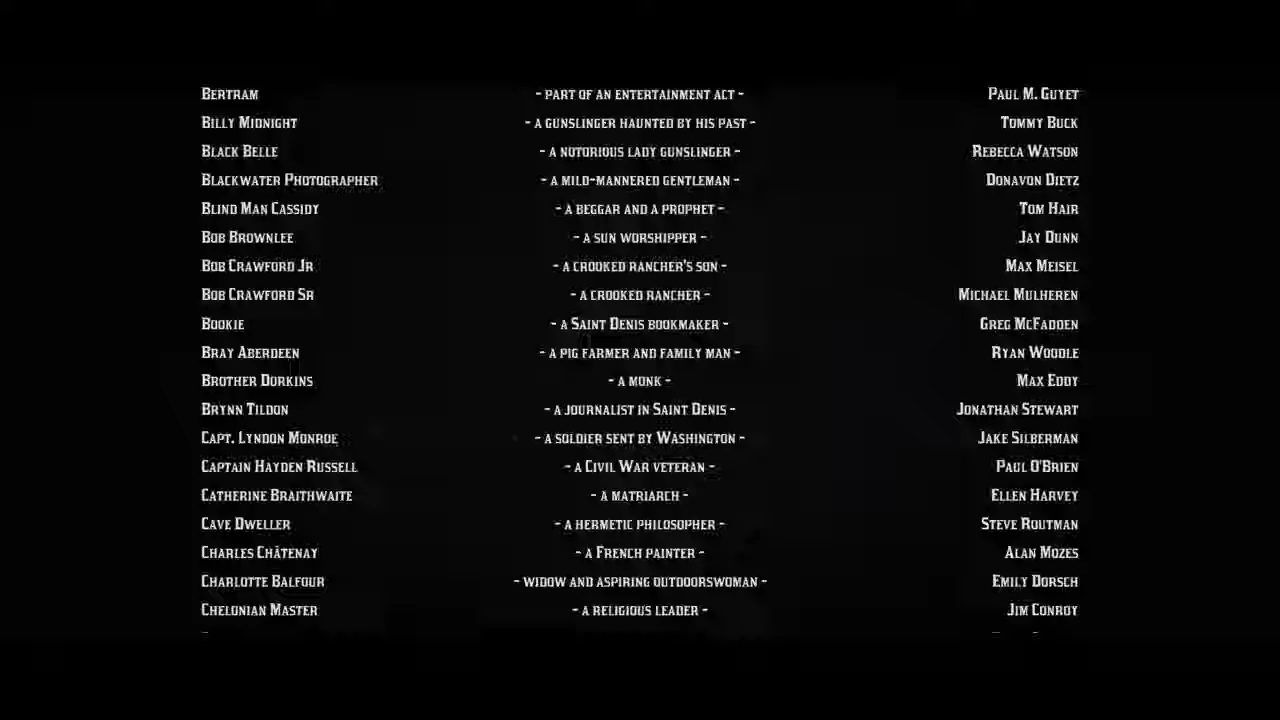 Bertram - part of an entertainment act - Paul M. Guyet
Billy Midnight - a gunslinger haunted by his past - Tommy Buck
Black Belle - a notorious lady gunslinger - Rebecca Watson
Blackwater Photographer - a mild-mannered gentleman - Donavon Dietz
Blind Man Cassidy - a beggar and a prophet - Tom Hair
Bob Brownlee - a sun worshipper - Jay Dunn
Bob Crawford Jr - a crooked rancher's son - Max Meisel
Bob Crawford Sr - a crooked rancher - Michael Mulheren
Bookie - a Saint Denis bookmaker - Greg McFadden
Bray Aberdeen - a pig farmer and family man - Ryan Woodle
Brother Dorkins - a monk - Max Eddy
Brynn Tildon - a journalist in Saint Denis - Jonathan Stewart
Capt. Lyndon Monroe - a soldier sent by Washington - Jake Silberman
Captain Hayden Russell - a Civil War veteran - Paul O'Brien
Catherine Braithwaite - a matriarch - Ellen Harvey
Cave Dweller - a hermetic philosopher - Steve Routman
Charles Châtenay - a French painter - Alan Mozes
Charlotte Balfour - widow and aspiring outdoorswoman - Emily Dorsch
Chelonian Master - a religious leader - Jim Conroy